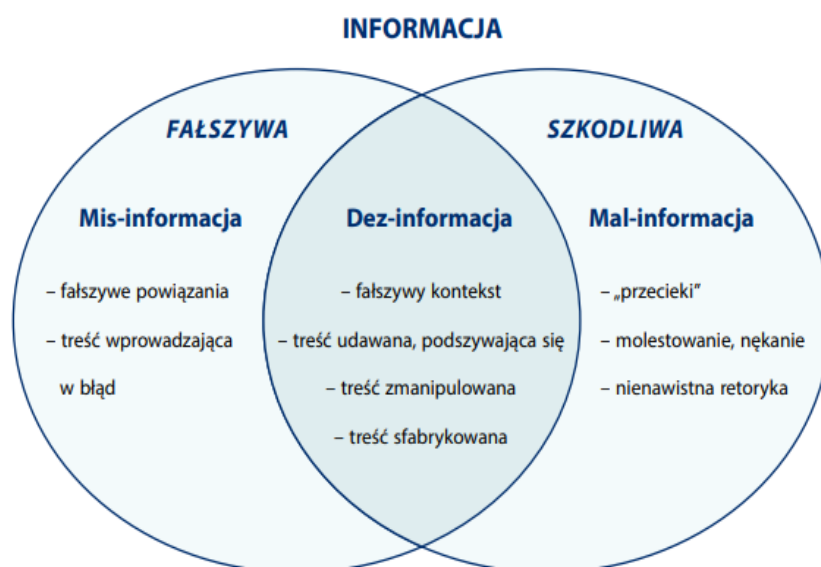 INFORMACJA
FAŁSZYWA
SZKODLIWA
Mis-informacja
– fałszywe powiązania
– treść wprowadzająca
w błąd
Dez-informacja
– fałszywy kontekst
– treść udawana, podszywająca się
– treść zmanipulowana
– treść sfabrykowana
Mal-informacja
– „przecieki”
– molestowanie, nękanie
– nienawistna retoryka